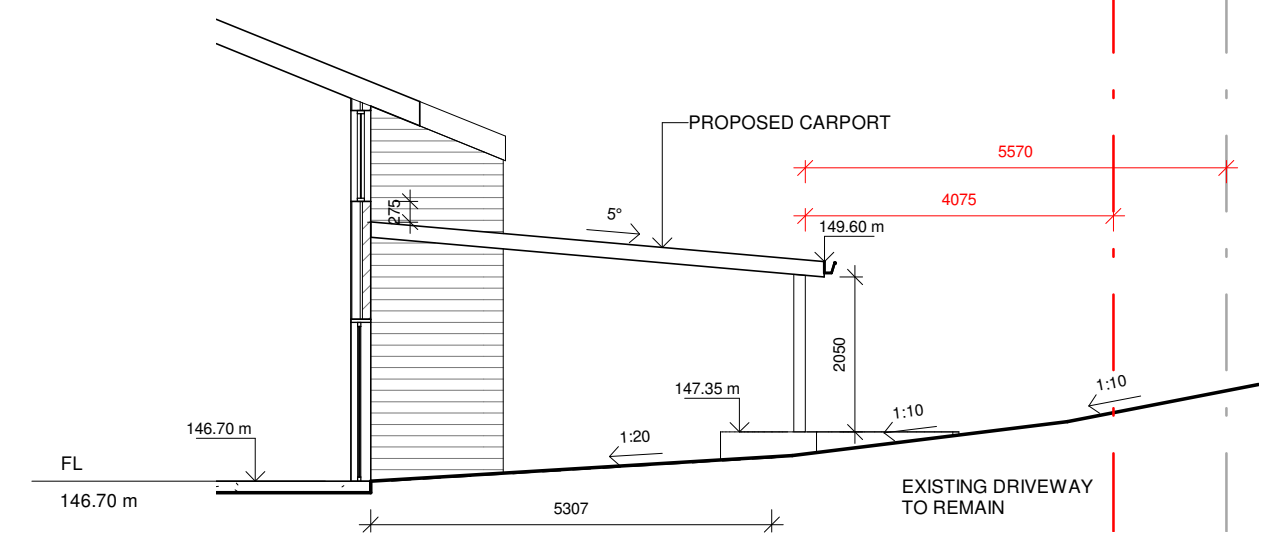 PROPOSED CARPORT
5570
4075
275
5°
149.60 m
2050
147.35 m
1:10
1:10
1:20
146.70 m
FL
146.70 m
5307
EXISTING DRIVEWAY
TO REMAIN